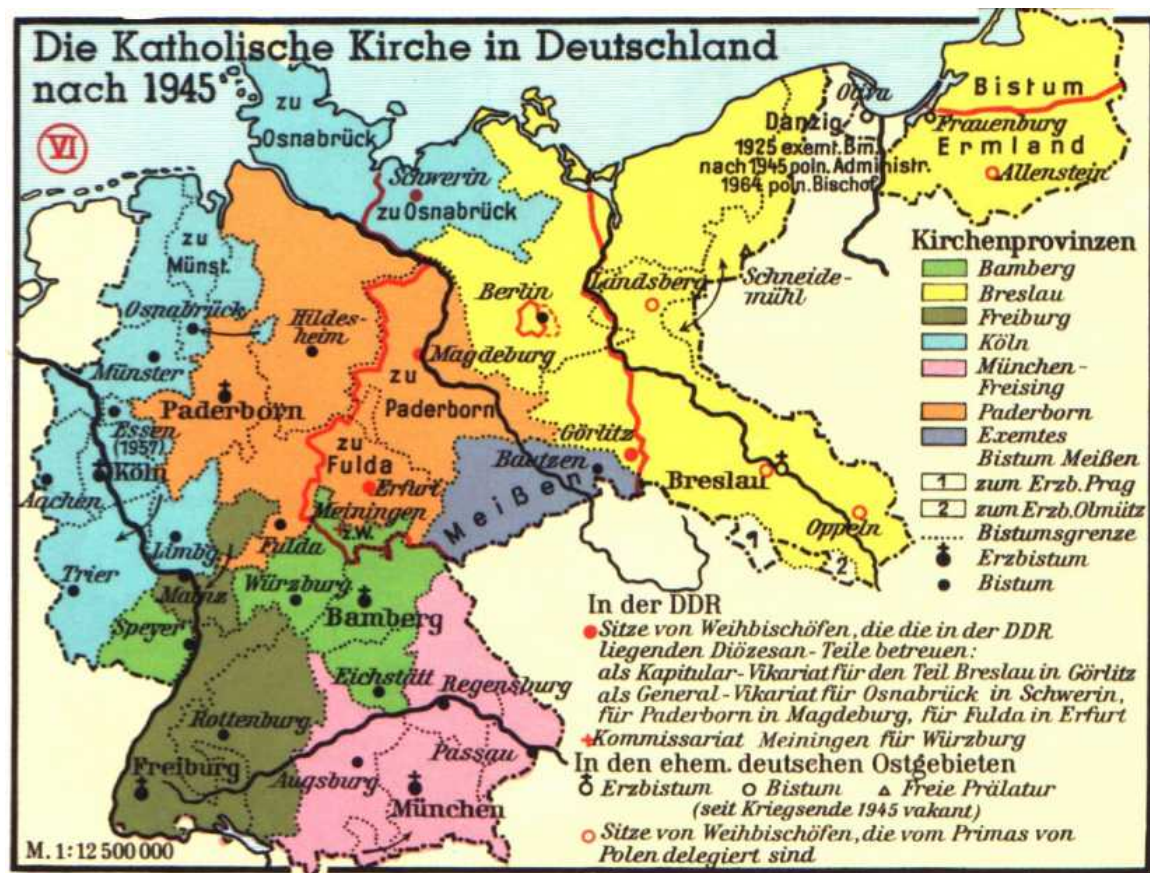 Die Katholische Kirche in Deutschland
nach 1945
VI
zu
Osnabrück
Schwerin
zu Osnabrück
zu
Münst.
Osnabrück
Hildes-
heim
Münster
Paderborn
Essen
(1957)
Köln
Aachen
Limbg.
Trier
Mainz
Speyer
Fulda
Würzburg
Bamberg
Eichstätt
Rottenburg
Freiburg
Augsburg
Regensburg
Passau
München
Berlin
Magdeburg
zu
Paderborn
zu
Fulda
Erfurt
Meiningen
z.W.
Meißen
Bautzen
Görlitz
Breslau
Oppeln
Landsberg
Schneide-
mühl
Oliva
Danzig
1925 exemt. Bm.
nach 1945 poln. Administr.
1964 poln. Bischof
Bistum
Frauenburg
Ermland
Allenstein
1
2
Kirchenprovinzen
Bamberg
Breslau
Freiburg
Köln
München-
Freising
Paderborn
Exemtes
Bistum Meißen
1 zum Erzb. Prag
2 zum Erzb. Olmütz
Bistumsgrenze
Erzbistum
Bistum
In der DDR
Sitze von Weihbischöfen, die die in der DDR
liegenden Diözesan-Teile betreuen:
als Kapitular-Vikariat für den Teil Breslau in Görlitz
als General-Vikariat für Osnabrück in Schwerin,
für Paderborn in Magdeburg, für Fulda in Erfurt
Kommissariat Meiningen für Würzburg
In den ehem. deutschen Ostgebieten
Erzbistum Bistum Freie Prälatur
(seit Kriegsende 1945 vakant)
Sitze von Weihbischöfen, die vom Primas von
Polen delegiert sind
M. 1:12 500 000